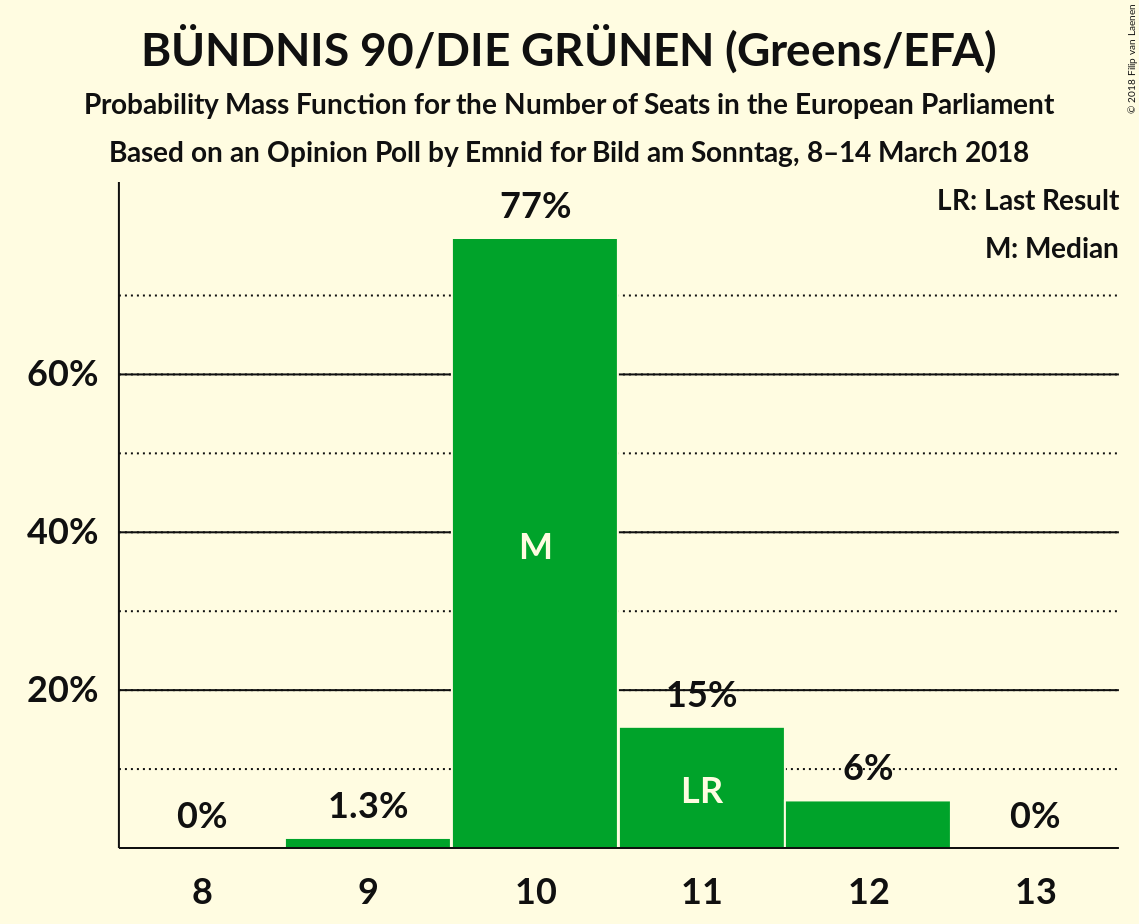 BÜNDNIS 90/DIE GRÜNEN (Greens/EFA)
Probability Mass Function for the Number of Seats in the European Parliament
Based on an Opinion Poll by Emnid for Bild am Sonntag, 8–14 March 2018
© 2018 Filip van Laenen
LR: Last Result
M: Median
77%
60%
40%
20%
M
15%
LR
6%
1.3%
0%
0%
8
9
10
11
12
13